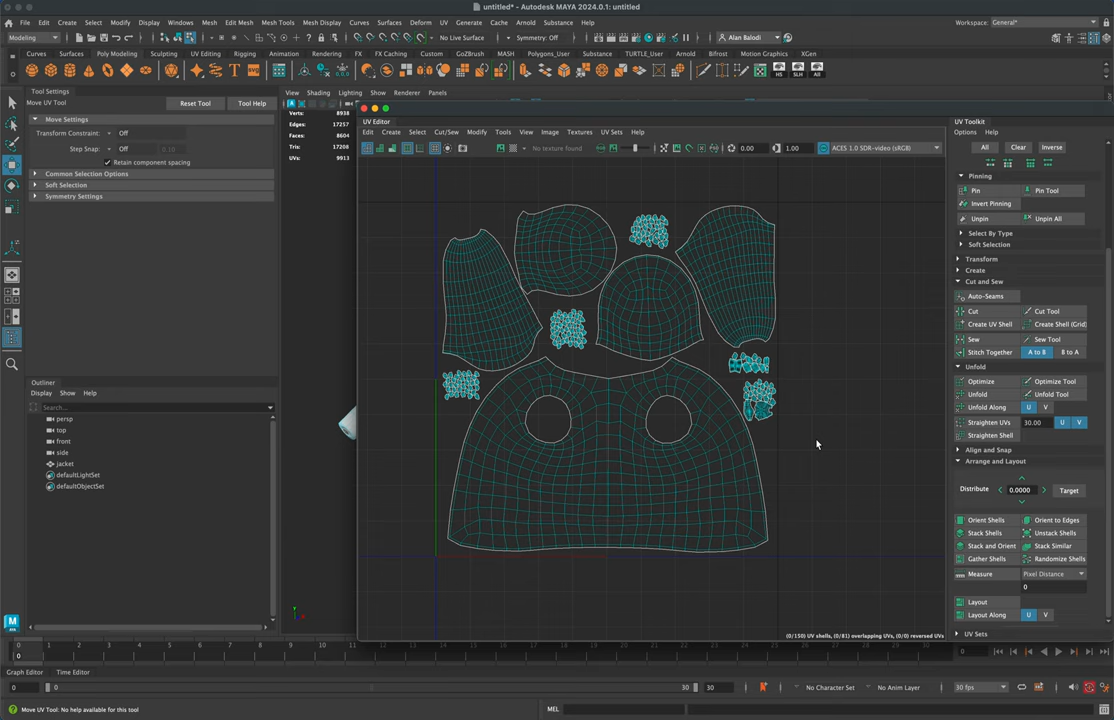 untitled* - Autodesk MAYA 2024.0.1: untitled
File Edit Create Select Modify Display Windows Mesh Edit Mesh Mesh Tools Mesh Display Curves Surfaces Deform UV Generate Cache Arnold Substance Help
Workspace: General*
Modeling No Live Surface Symmetry: Off Alan Balodi
Curves Surfaces Poly Modeling Sculpting UV Editing Rigging Animation Rendering FX FX Caching Custom GoZBrush MASH Polygons_User Substance TURTLE_User Arnold Bifrost Motion Graphics XGen
HS SLH All
Tool Settings
Move UV Tool Reset Tool Tool Help
Move Settings
Transform Constraint: Off
Step Snap: Off 0.10
Retain component spacing
Common Selection Options
Soft Selection
Symmetry Settings
View Shading Lighting Show Renderer Panels
Verts: 8938
Edges: 17257
Faces: 8604
Tris: 17208
UVs: 9913
UV Editor
Edit Create Select Cut/Sew Modify Tools View Image Textures UV Sets Help
No texture found 0.00 1.00 ACES 1.0 SDR-video (sRGB)
(0/150) UV shells, (0/81) overlapping UVs, (0/0) reversed UVs
UV Toolkit
Options Help
All Clear Inverse
Pinning
Pin Pin Tool
Invert Pinning
Unpin Unpin All
Select By Type
Soft Selection
Transform
Create
Cut and Sew
Auto-Seams
Cut Cut Tool
Create UV Shell Create Shell (Grid)
Sew Sew Tool
Stitch Together A to B B to A
Unfold
Optimize Optimize Tool
Unfold Unfold Tool
Unfold Along U V
Straighten UVs 30.00 U V
Straighten Shell
Align and Snap
Arrange and Layout
Distribute 0.0000 Target
Orient Shells Orient to Edges
Stack Shells Unstack Shells
Stack and Orient Stack Similar
Gather Shells Randomize Shells
Measure Pixel Distance
0
Layout
Layout Along U V
UV Sets
Outliner
Display Show Help
Search...
persp
top
front
side
jacket
defaultLightSet
defaultObjectSet
Graph Editor Time Editor
0 0 30 30 No Character Set No Anim Layer 30 fps
Move UV Tool: No help available for this tool MEL